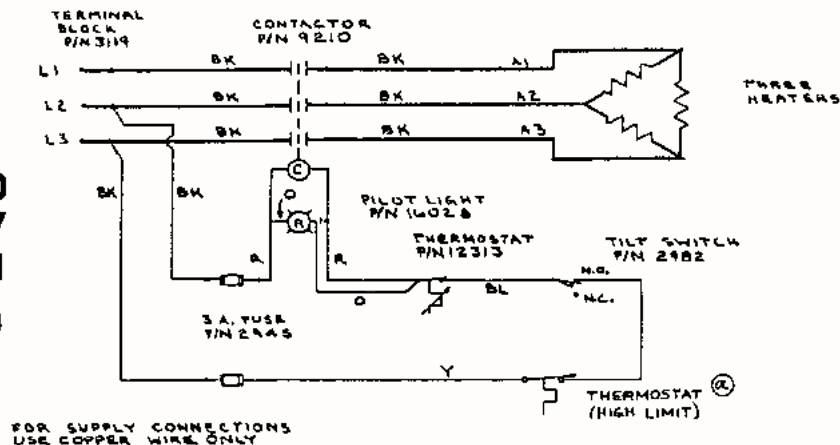 TERMINAL
BLOCK
P/N 3119
CONTACTOR
P/N 9210
L1
BK
BK
A1
L2
BK
BK
A2
L3
BK
BK
A3
THREE
HEATERS
C
BK
BK
O
PILOT LIGHT
R
R
R
THERMOSTAT
P/N 12313
TILT SWITCH
P/N 2982
N.O.
N.C.
BL
O
3 A. FUSE
P/N 2945
Y
THERMOSTAT
(HIGH LIMIT)
a
FOR SUPPLY CONNECTIONS
USE COPPER WIRE ONLY